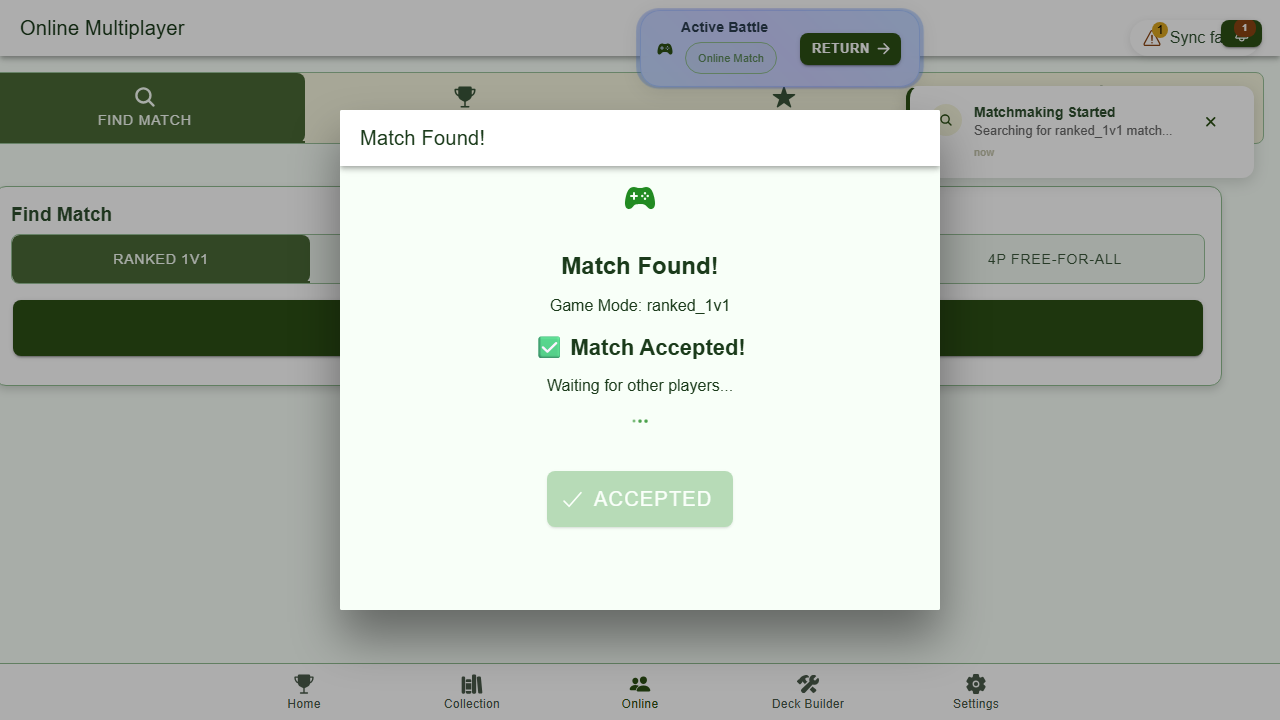 Online Multiplayer
Active Battle
Online Match
RETURN
1
Sync fa
1
FIND MATCH
Matchmaking Started
Searching for ranked_1v1 match...
now
Match Found!
Find Match
RANKED 1V1
4P FREE-FOR-ALL
Match Found!
Game Mode: ranked_1v1
✅ Match Accepted!
Waiting for other players...
ACCEPTED
Home
Collection
Online
Deck Builder
Settings